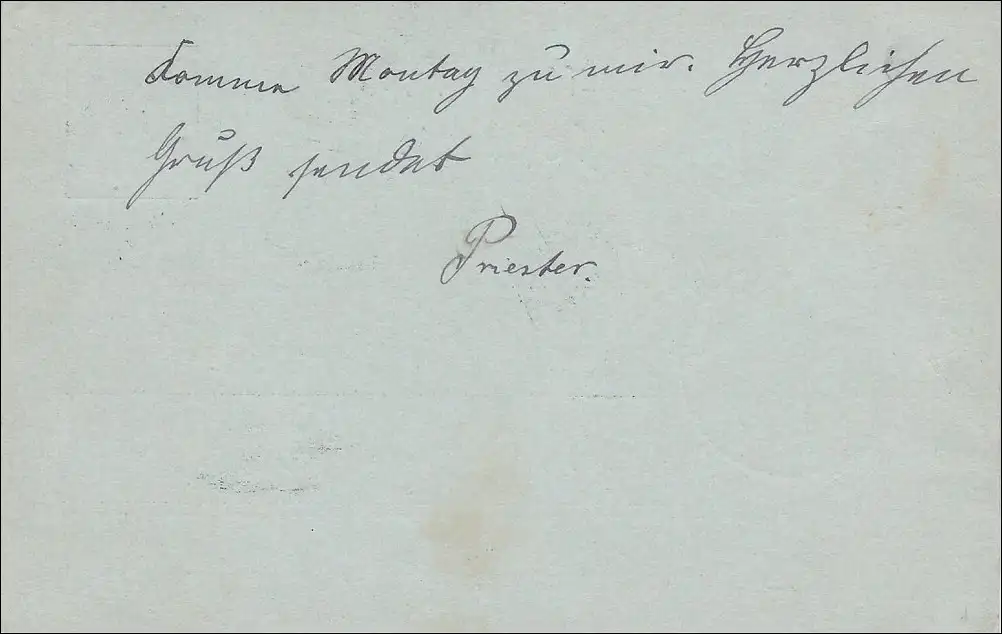 Komme Montag zu mir. Herzlichen
Gruß sendet
Priester.